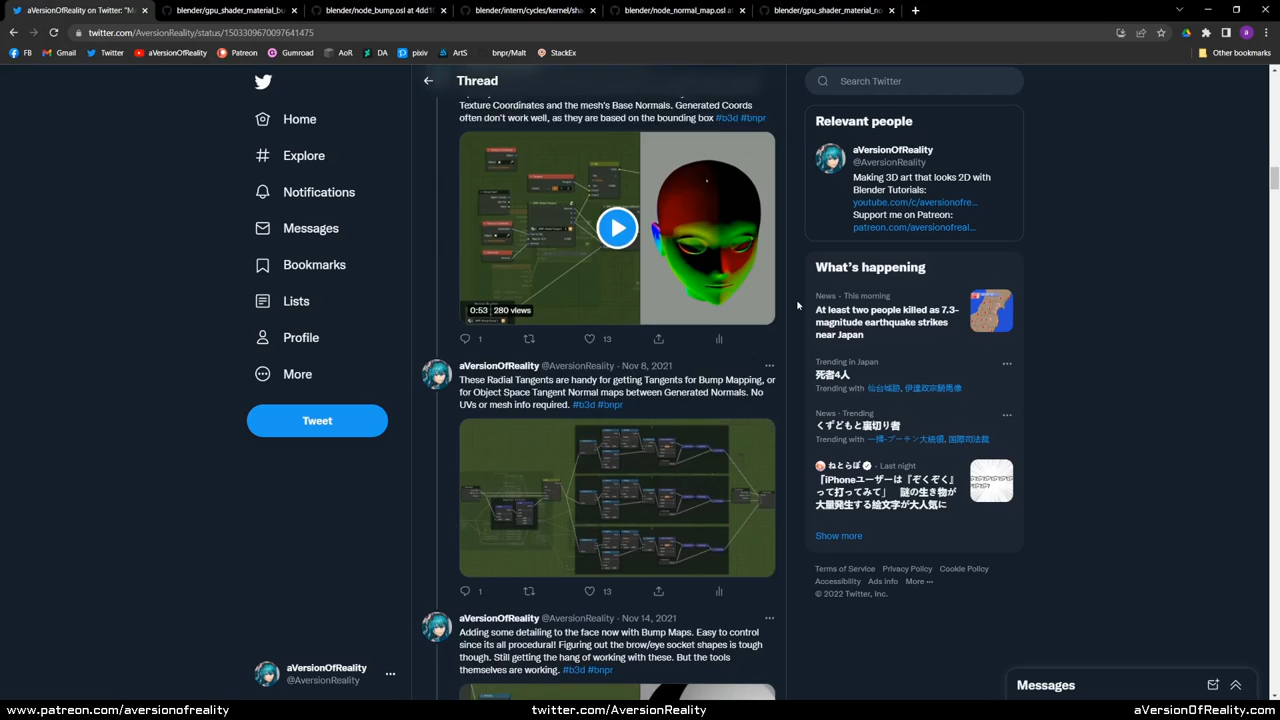 aVersionOfReality on Twitter: "Ma
blender/gpu_shader_material_bu
blender/node_bump.osl at 4dd10
blender/intern/cycles/kernel/sha
blender/node_normal_map.osl at
blender/gpu_shader_material_no
twitter.com/AversionReality/status/1503309670097641475
FB
Gmail
Twitter
aVersionOfReality
Patreon
Gumroad
AoR
DA
pixiv
ArtS
bnpr/Malt
StackEx
Other bookmarks
Home
Explore
Notifications
Messages
Bookmarks
Lists
Profile
More
Tweet
aVersionOfReality
@AversionReality
Thread
Texture Coordinates and the mesh's Base Normals. Generated Coords
often don't work well, as they are based on the bounding box #b3d #bnpr
0:53 280 views
1
13
aVersionOfReality @AversionReality · Nov 8, 2021
These Radial Tangents are handy for getting Tangents for Bump Mapping, or
for Object Space Tangent Normal maps between Generated Normals. No
UVs or mesh info required. #b3d #bnpr
1
13
aVersionOfReality @AversionReality · Nov 14, 2021
Adding some detailing to the face now with Bump Maps. Easy to control
since its all procedural! Figuring out the brow/eye socket shapes is tough
though. Still getting the hang of working with these. But the tools
themselves are working. #b3d #bnpr
Search Twitter
Relevant people
aVersionOfReality
@AversionReality
Making 3D art that looks 2D with
Blender Tutorials:
youtube.com/c/aversionofre...
Support me on Patreon:
patreon.com/aversionofreal...
What's happening
News · This morning
At least two people killed as 7.3-
magnitude earthquake strikes
near Japan
Trending in Japan
死者4人
Trending with 仙台城跡, 伊達政宗騎馬像
News · Trending
くずどもと裏切り者
Trending with 一掃-プーチン大統領, 国際司法裁
ねとらぼ · Last night
「iPhoneユーザーは『ぞくぞく』
って打ってみて」 謎の生き物が
大量発生する絵文字が大人気に
Show more
Terms of Service Privacy Policy Cookie Policy
Accessibility Ads info More ···
© 2022 Twitter, Inc.
Messages
www.patreon.com/aversionofreality
twitter.com/AversionReality
aVersionOfReality.com